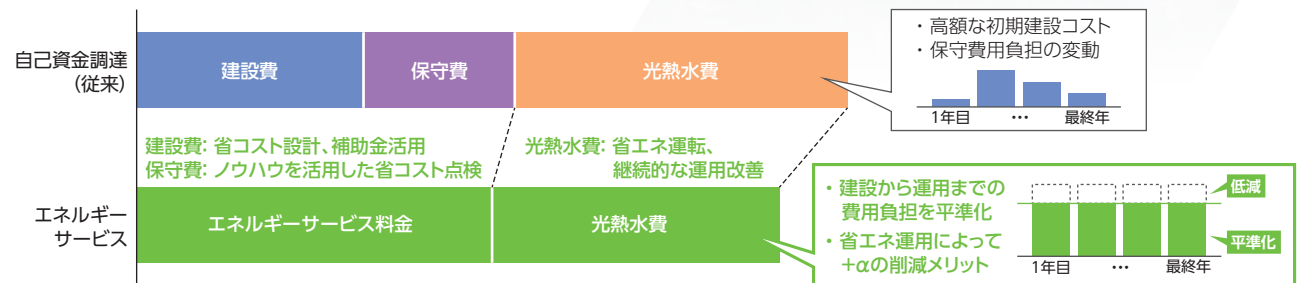 自己資金調達
(従来)
建設費
保守費
光熱水費
・高額な初期建設コスト
・保守費用負担の変動
1年目
…
最終年
建設費: 省コスト設計、補助金活用
保守費: ノウハウを活用した省コスト点検
光熱水費: 省エネ運転、
継続的な運用改善
エネルギー
サービス
エネルギーサービス料金
光熱水費
・建設から運用までの
費用負担を平準化
・省エネ運用によって
+αの削減メリット
低減
平準化
1年目
…
最終年